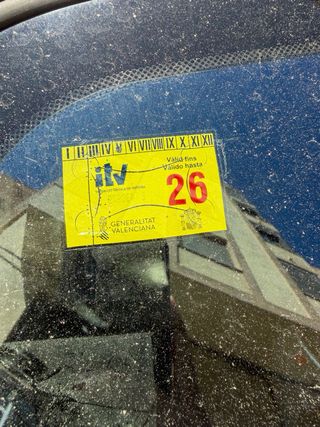 I II III IV V VI VII VIII IX X XI XII
itv
Vàlid fins
Válido hasta
26
GENERALITAT
VALENCIANA